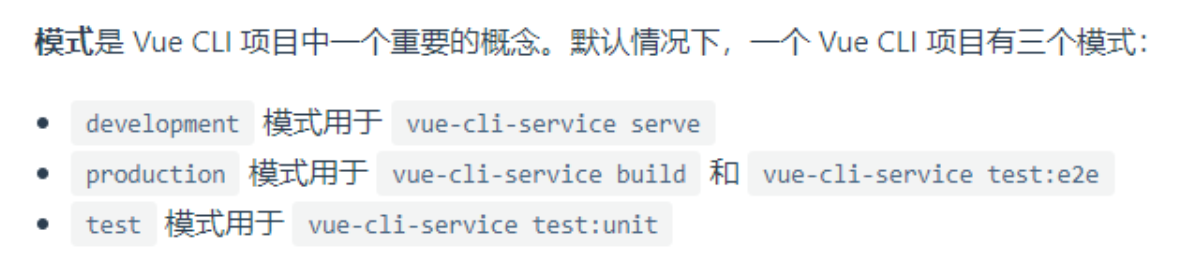 模式是 Vue CLI 项目中一个重要的概念。默认情况下，一个 Vue CLI 项目有三个模式：
• development 模式用于 vue-cli-service serve
• production 模式用于 vue-cli-service build 和 vue-cli-service test:e2e
• test 模式用于 vue-cli-service test:unit